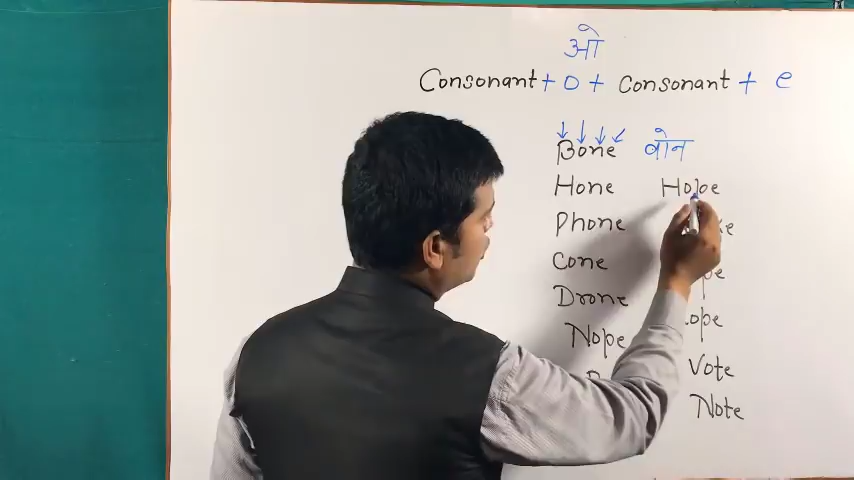 ओ
Consonant + o + Consonant + e
Bone बोन
Hone Hope
Phone
Cone
Drone
Nope
Vote
Note